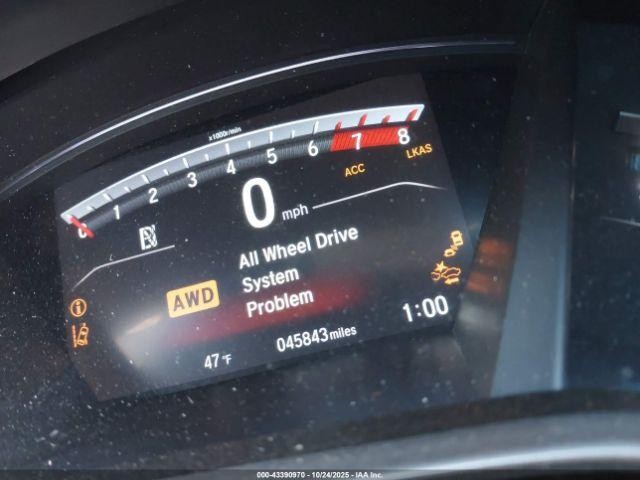 x1000r/min
0 1 2 3 4 5 6 7 8
ACC LKAS
0 mph
N
All Wheel Drive
System
Problem
AWD
47°F
045843 miles
1:00
000-43390970 | 10/24/2025 | IAA Inc.